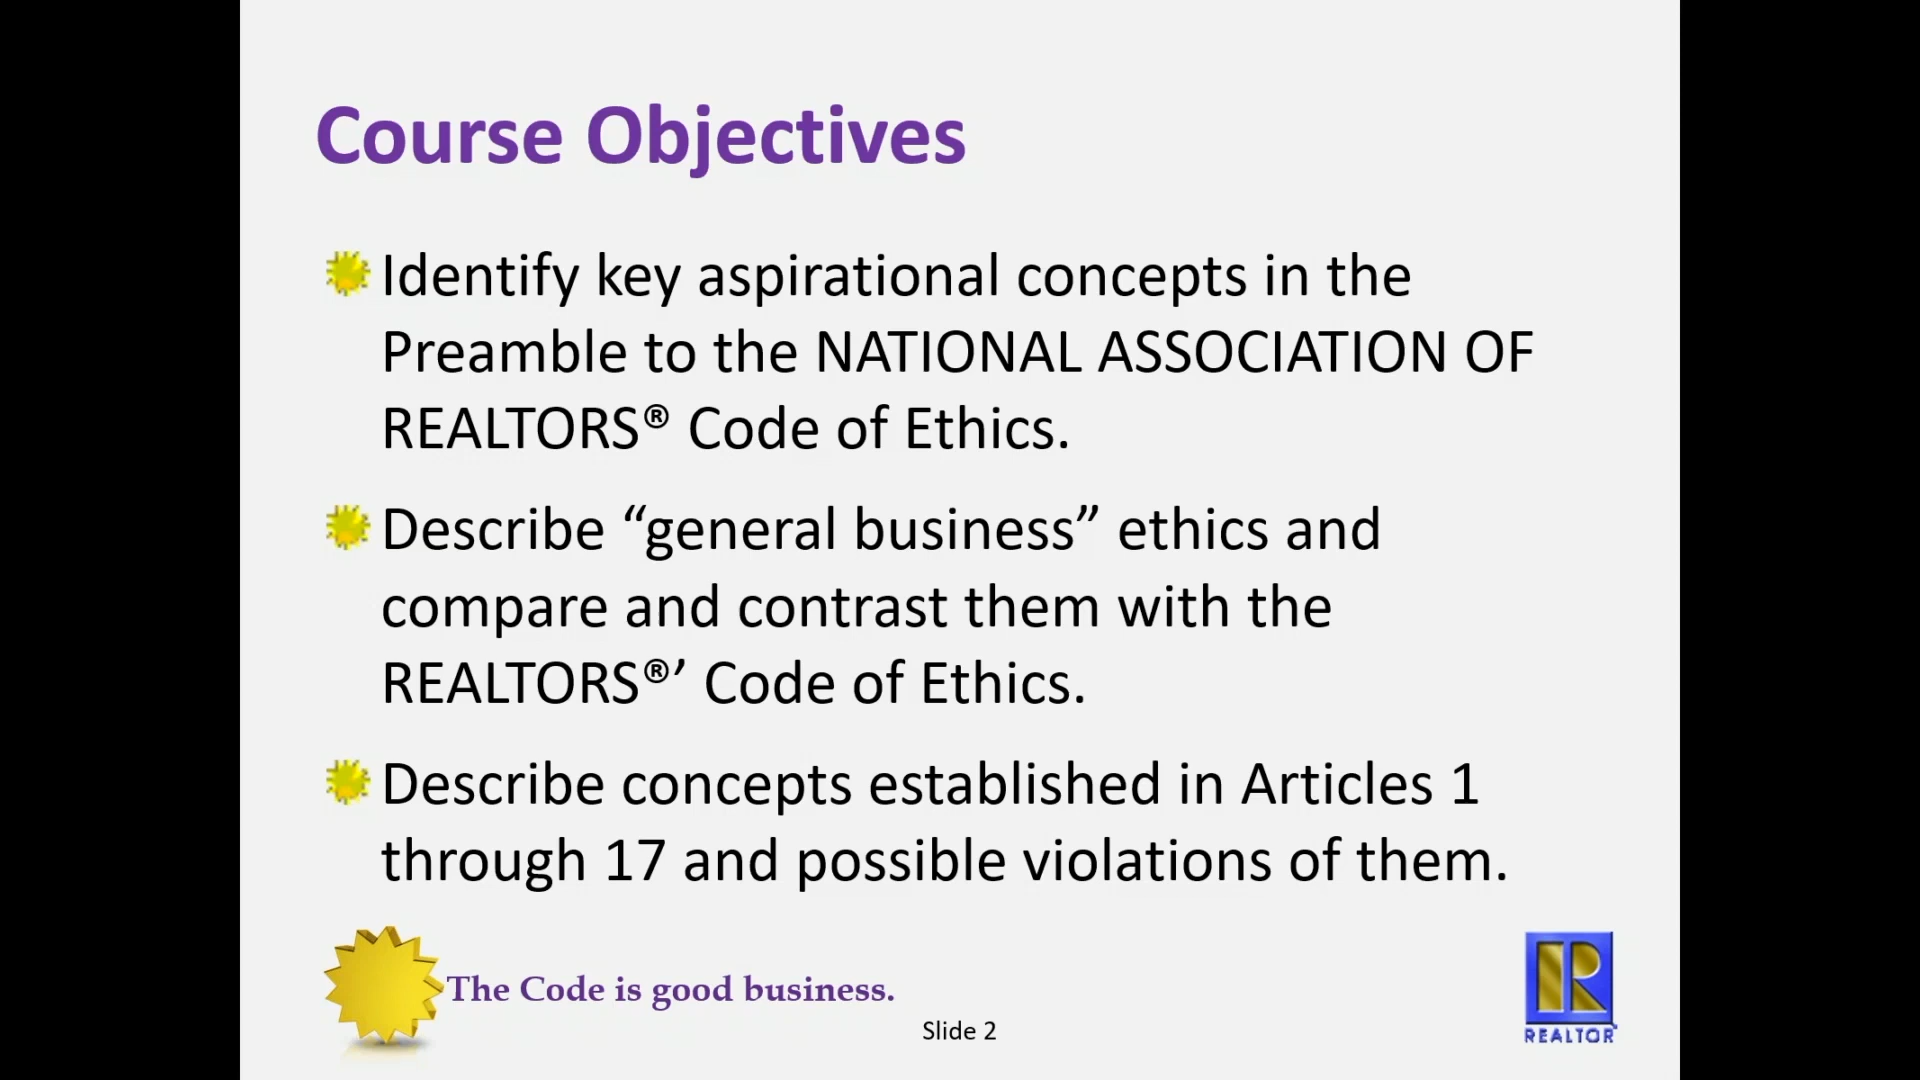 Course Objectives
Identify key aspirational concepts in the
Preamble to the NATIONAL ASSOCIATION OF
REALTORS® Code of Ethics.
Describe “general business” ethics and
compare and contrast them with the
REALTORS®’ Code of Ethics.
Describe concepts established in Articles 1
through 17 and possible violations of them.
The Code is good business.
Slide 2
R
REALTOR™